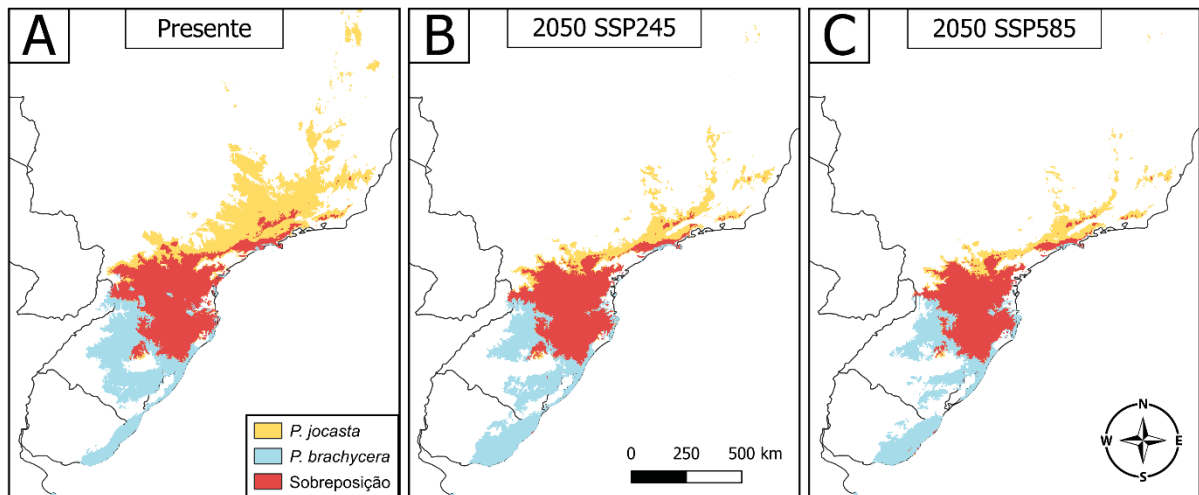 A
Presente
B
2050 SSP245
C
2050 SSP585
P. jocasta
P. brachycera
Sobreposição
0 250 500 km
N
W E
S